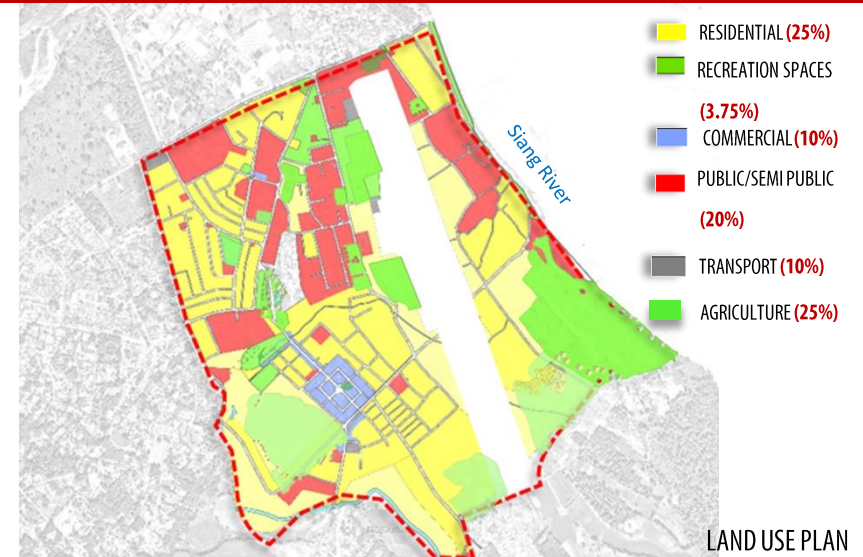 RESIDENTIAL (25%)
RECREATION SPACES
(3.75%)
COMMERCIAL (10%)
PUBLIC/SEMI PUBLIC
(20%)
TRANSPORT (10%)
AGRICULTURE (25%)
Siang River
LAND USE PLAN